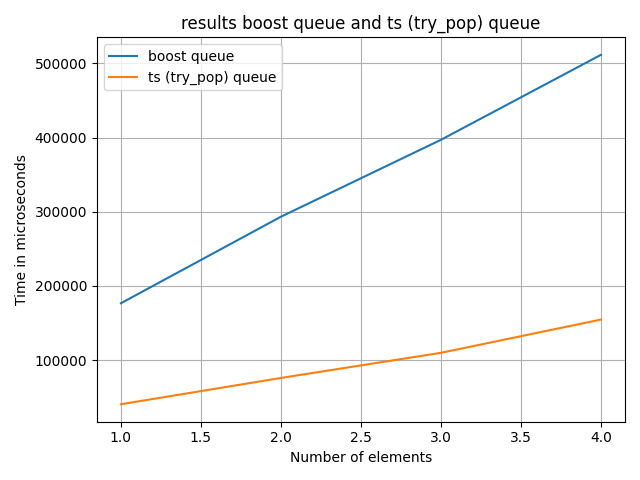 results boost queue and ts (try_pop) queue
boost queue
ts (try_pop) queue
Time in microseconds
500000
400000
300000
200000
100000
1.0 1.5 2.0 2.5 3.0 3.5 4.0
Number of elements